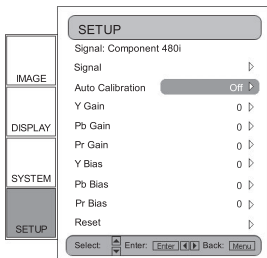 SETUP
Signal: Component 480i
Signal
Auto Calibration Off
Y Gain 0
Pb Gain 0
Pr Gain 0
Y Bias 0
Pb Bias 0
Pr Bias 0
Reset
Select: Enter: Enter Back: Menu
IMAGE
DISPLAY
SYSTEM
SETUP